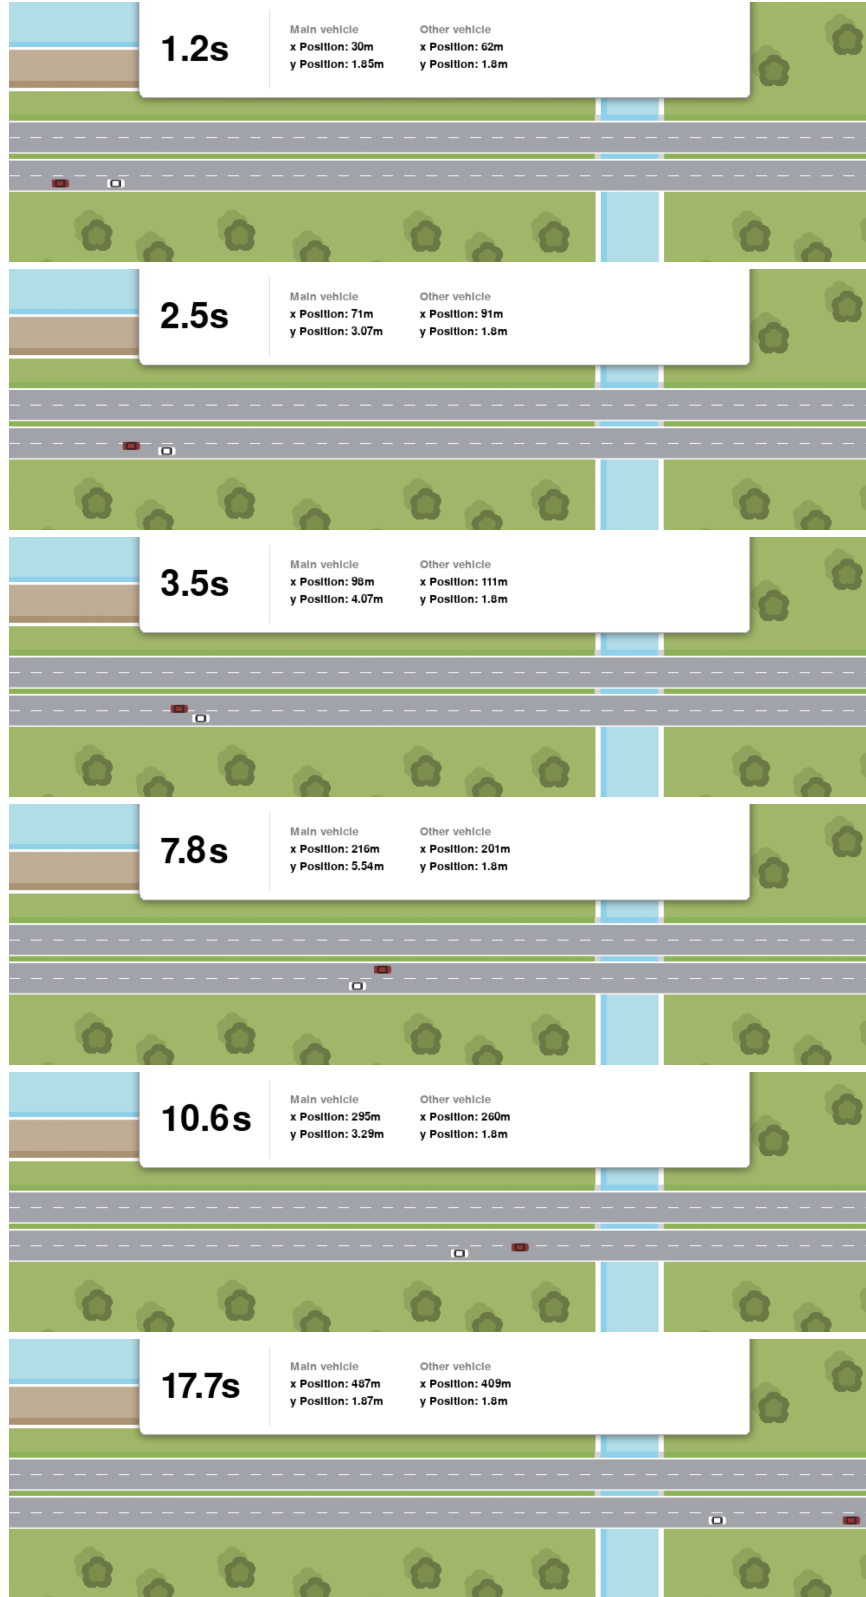 1.2s
Main vehicle
Other vehicle
x Position: 30m
x Position: 62m
y Position: 1.85m
y Position: 1.8m
2.5s
Main vehicle
Other vehicle
x Position: 71m
x Position: 91m
y Position: 3.07m
y Position: 1.8m
3.5s
Main vehicle
Other vehicle
x Position: 98m
x Position: 111m
y Position: 4.07m
y Position: 1.8m
7.8s
Main vehicle
Other vehicle
x Position: 216m
x Position: 201m
y Position: 5.54m
y Position: 1.8m
10.6s
Main vehicle
Other vehicle
x Position: 295m
x Position: 260m
y Position: 3.29m
y Position: 1.8m
17.7s
Main vehicle
Other vehicle
x Position: 487m
x Position: 409m
y Position: 1.87m
y Position: 1.8m